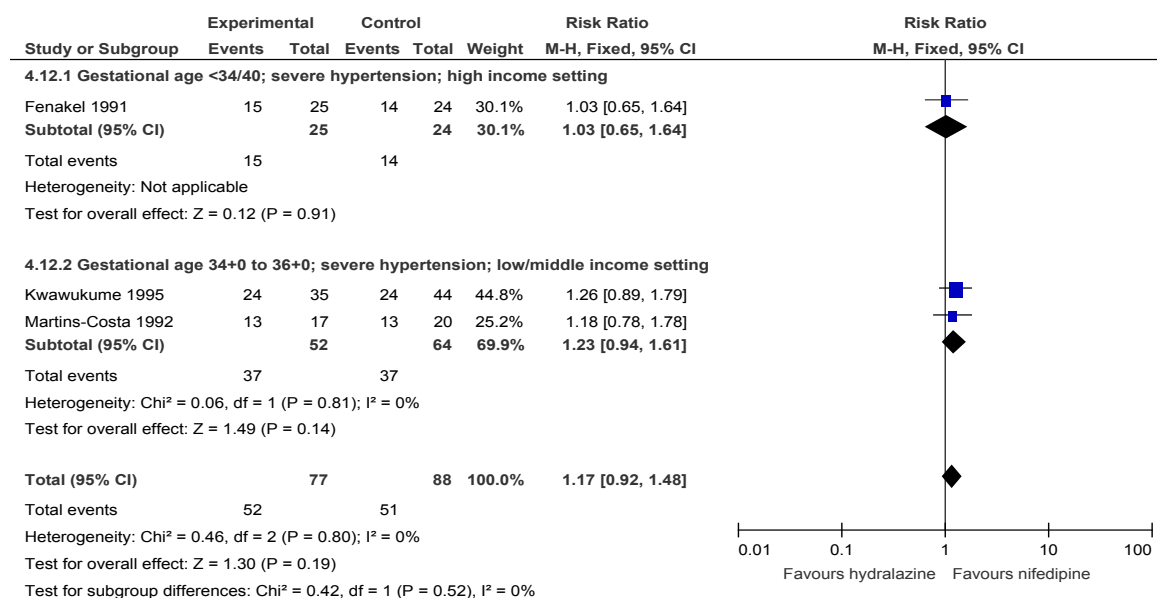 Experimental Control Risk Ratio Risk Ratio
Study or Subgroup Events Total Events Total Weight M-H, Fixed, 95% CI M-H, Fixed, 95% CI
4.12.1 Gestational age <34/40; severe hypertension; high income setting
Fenakel 1991 15 25 14 24 30.1% 1.03 [0.65, 1.64]
Subtotal (95% CI) 25 24 30.1% 1.03 [0.65, 1.64]
Total events 15 14
Heterogeneity: Not applicable
Test for overall effect: Z = 0.12 (P = 0.91)
4.12.2 Gestational age 34+0 to 36+0; severe hypertension; low/middle income setting
Kwawukume 1995 24 35 24 44 44.8% 1.26 [0.89, 1.79]
Martins-Costa 1992 13 17 13 20 25.2% 1.18 [0.78, 1.78]
Subtotal (95% CI) 52 64 69.9% 1.23 [0.94, 1.61]
Total events 37 37
Heterogeneity: Chi² = 0.06, df = 1 (P = 0.81); I² = 0%
Test for overall effect: Z = 1.49 (P = 0.14)
Total (95% CI) 77 88 100.0% 1.17 [0.92, 1.48]
Total events 52 51
Heterogeneity: Chi² = 0.46, df = 2 (P = 0.80); I² = 0%
Test for overall effect: Z = 1.30 (P = 0.19)
Test for subgroup differences: Chi² = 0.42, df = 1 (P = 0.52), I² = 0%
0.01 0.1 1 10 100
Favours hydralazine Favours nifedipine